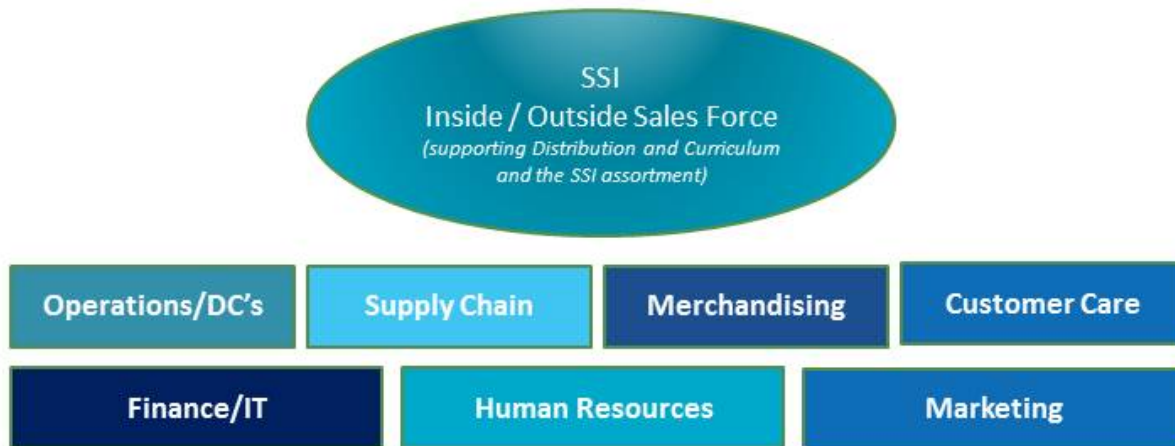 SSI
Inside / Outside Sales Force
(supporting Distribution and Curriculum
and the SSI assortment)
Operations/DC's
Supply Chain
Merchandising
Customer Care
Finance/IT
Human Resources
Marketing